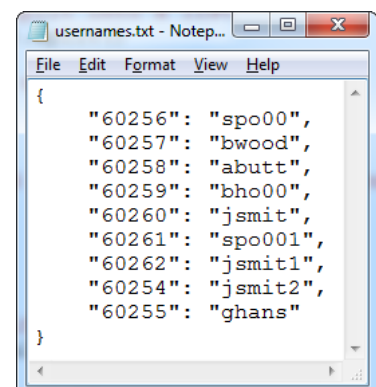 usernames.txt - Notep...
File Edit Format View Help
{
"60256": "spo00",
"60257": "bwood",
"60258": "abutt",
"60259": "bho00",
"60260": "jsmit",
"60261": "spo001",
"60262": "jsmit1",
"60254": "jsmit2",
"60255": "ghans"
}